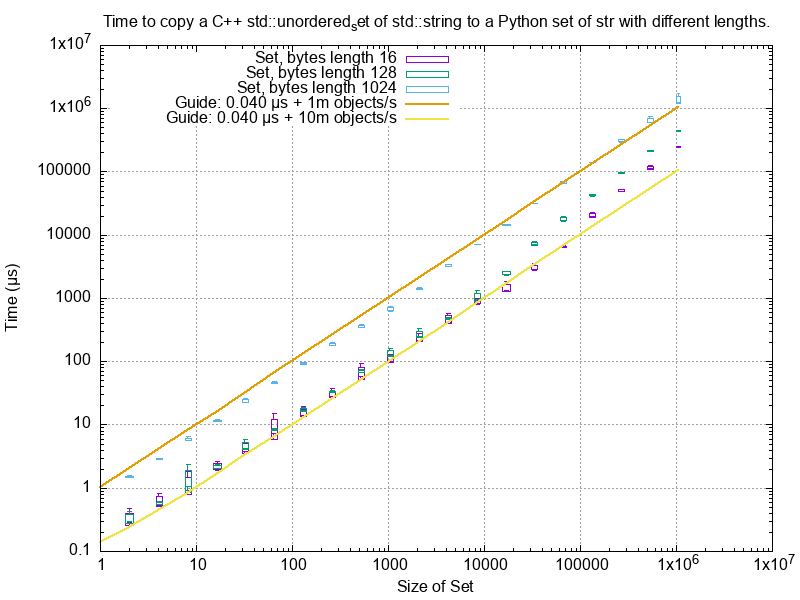 Time to copy a C++ std::unordered_set of std::string to a Python set of str with different lengths.
Set, bytes length 16
Set, bytes length 128
Set, bytes length 1024
Guide: 0.040 µs + 1m objects/s
Guide: 0.040 µs + 10m objects/s
1x10^7
1x10^6
100000
10000
1000
100
10
1
0.1
Time (µs)
1 10 100 1000 10000 100000 1x10^6 1x10^7
Size of Set